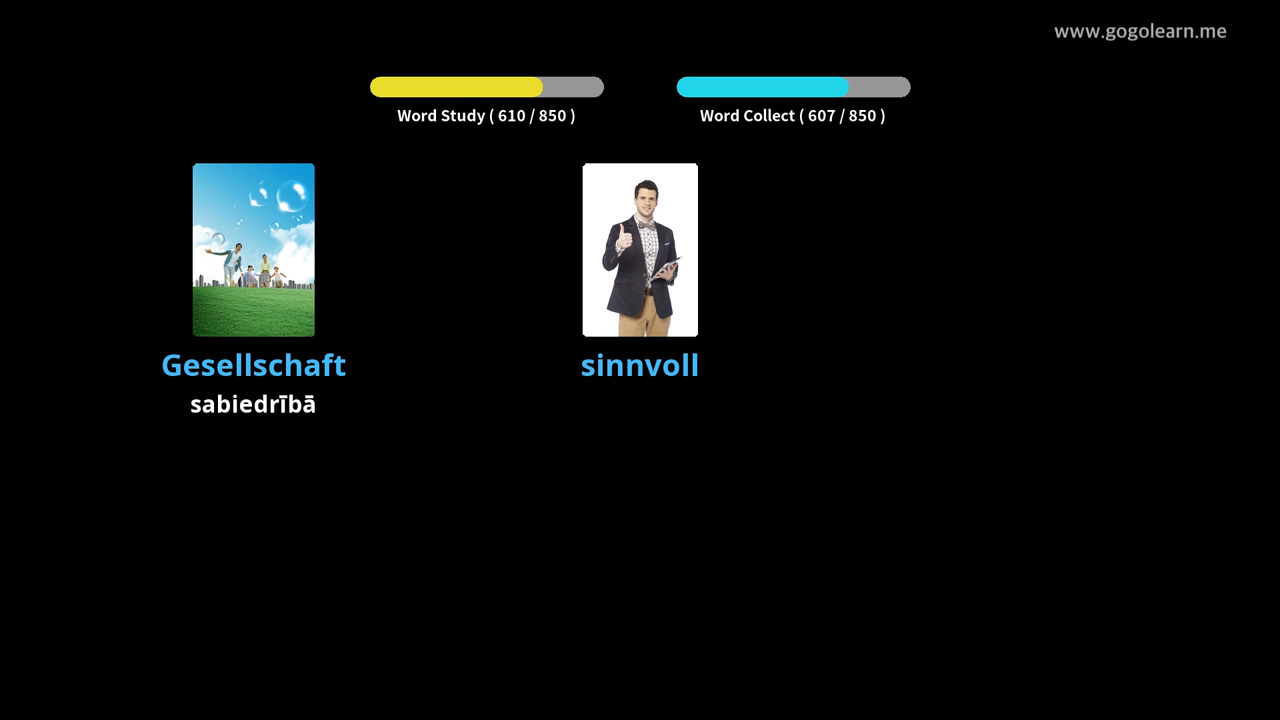 www.gogolearn.me
Word Study ( 610 / 850 )
Word Collect ( 607 / 850 )
Gesellschaft
sabiedrībā
sinnvoll